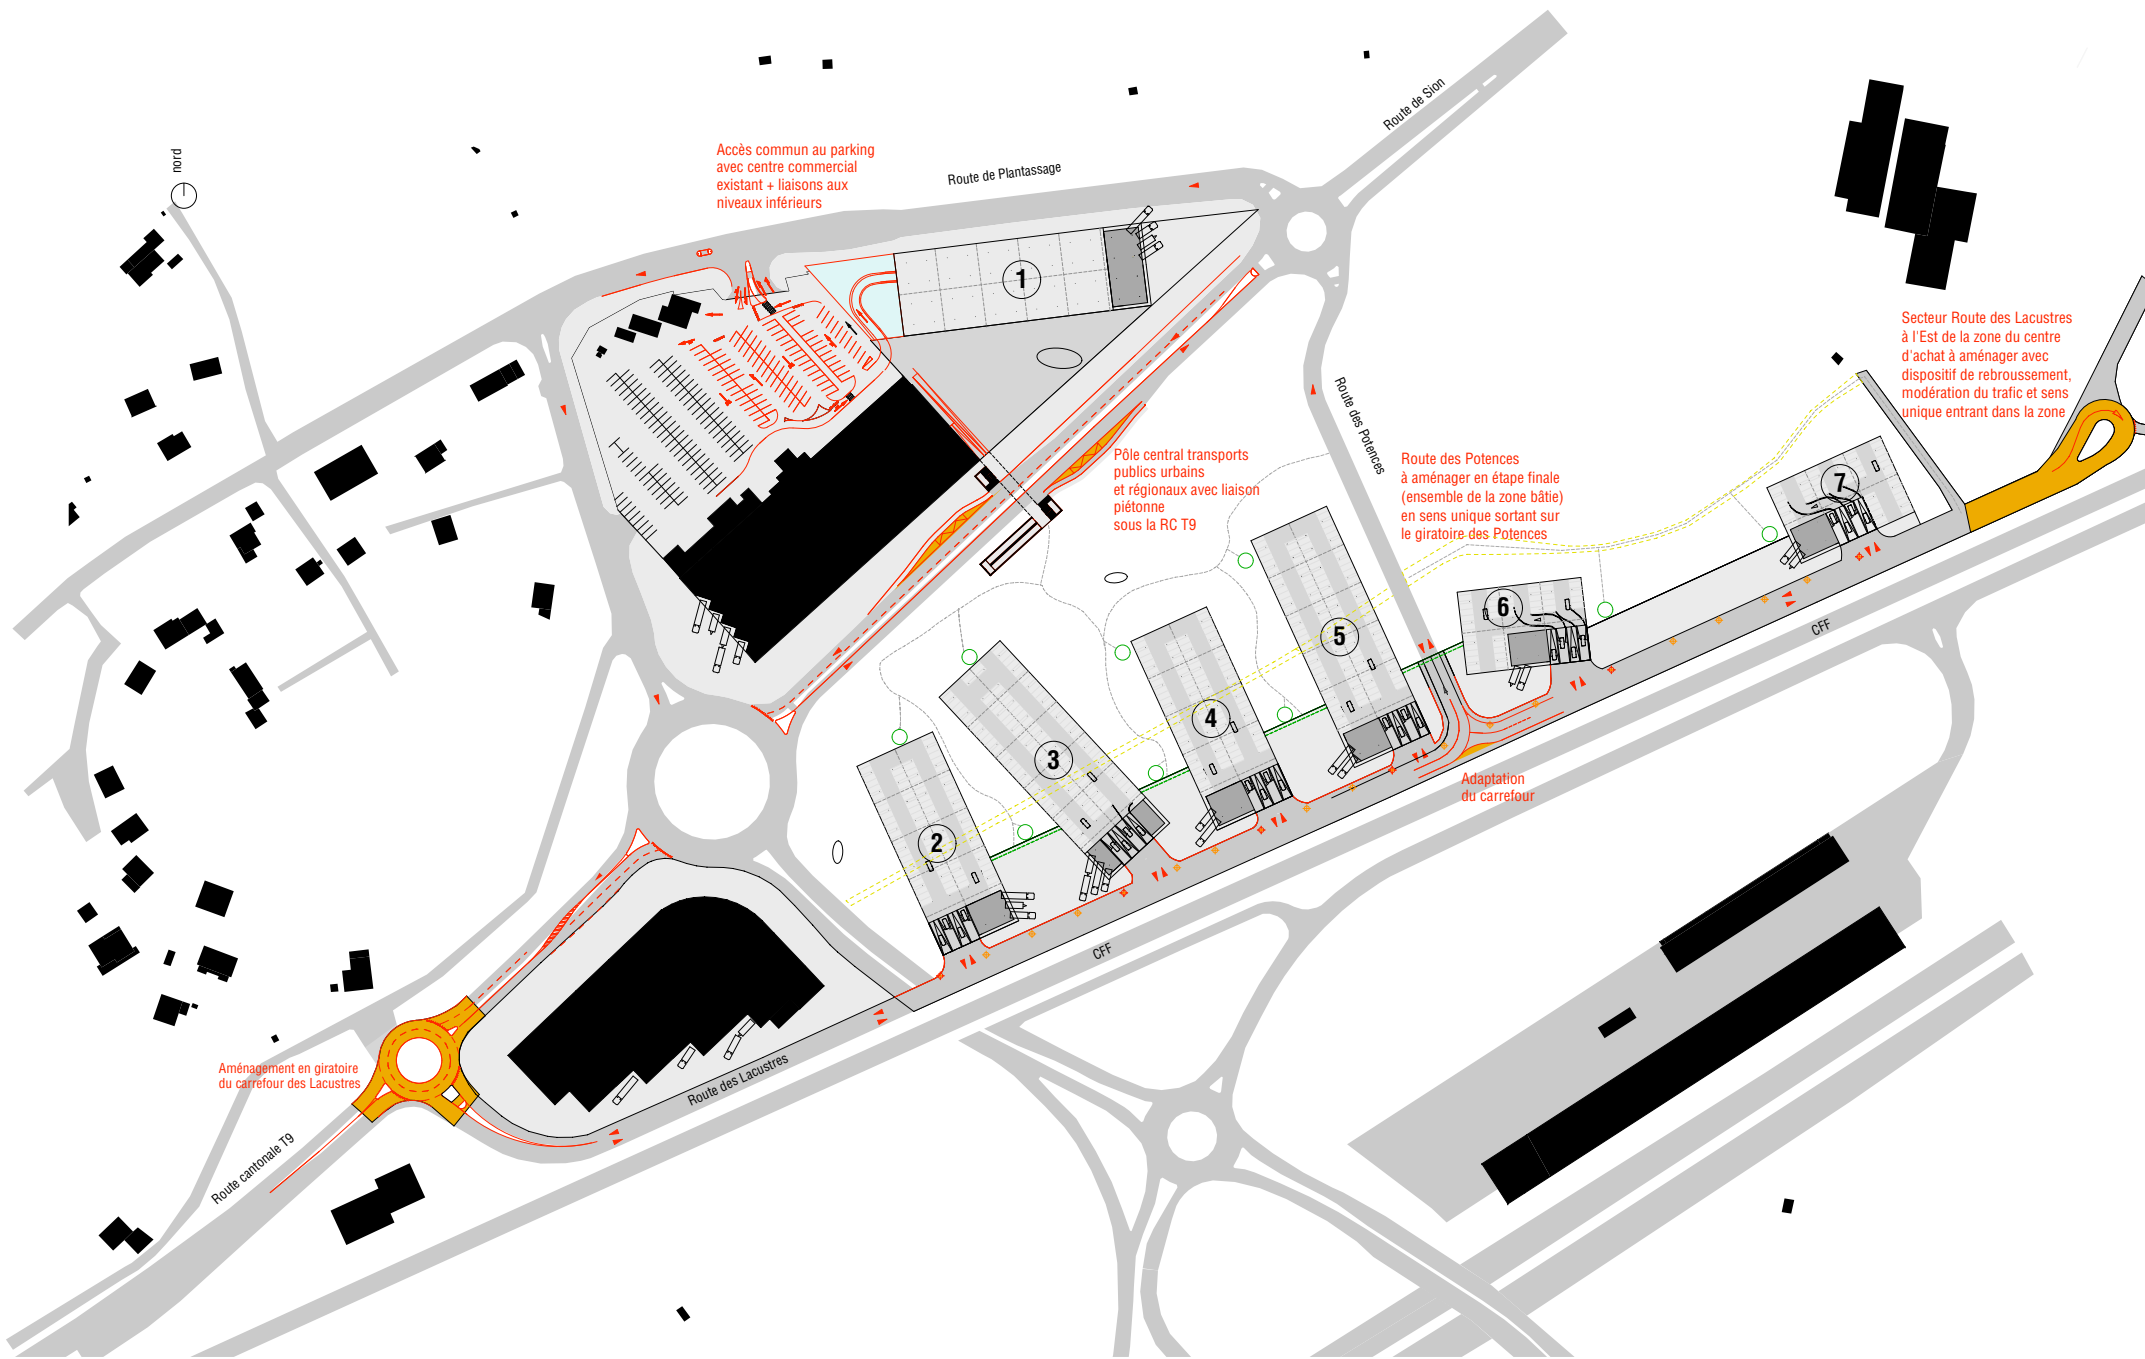 nord
Accès commun au parking
avec centre commercial
existant + liaisons aux
niveaux inférieurs
Route de Plantassage
Route de Sion
1
Secteur Route des Lacustres
à l'Est de la zone du centre
d'achat à aménager avec
dispositif de rebroussement,
modération du trafic et sens
unique entrant dans la zone
Route des Potences
Pôle central transports
publics urbains
et régionaux avec liaison
piétonne
sous la RC T9
Route des Potences
à aménager en étape finale
(ensemble de la zone bâtie)
en sens unique sortant sur
le giratoire des Potences
7
6
5
4
3
2
CFF
Adaptation
du carrefour
CFF
Aménagement en giratoire
du carrefour des Lacustres
Route des Lacustres
Route cantonale T9